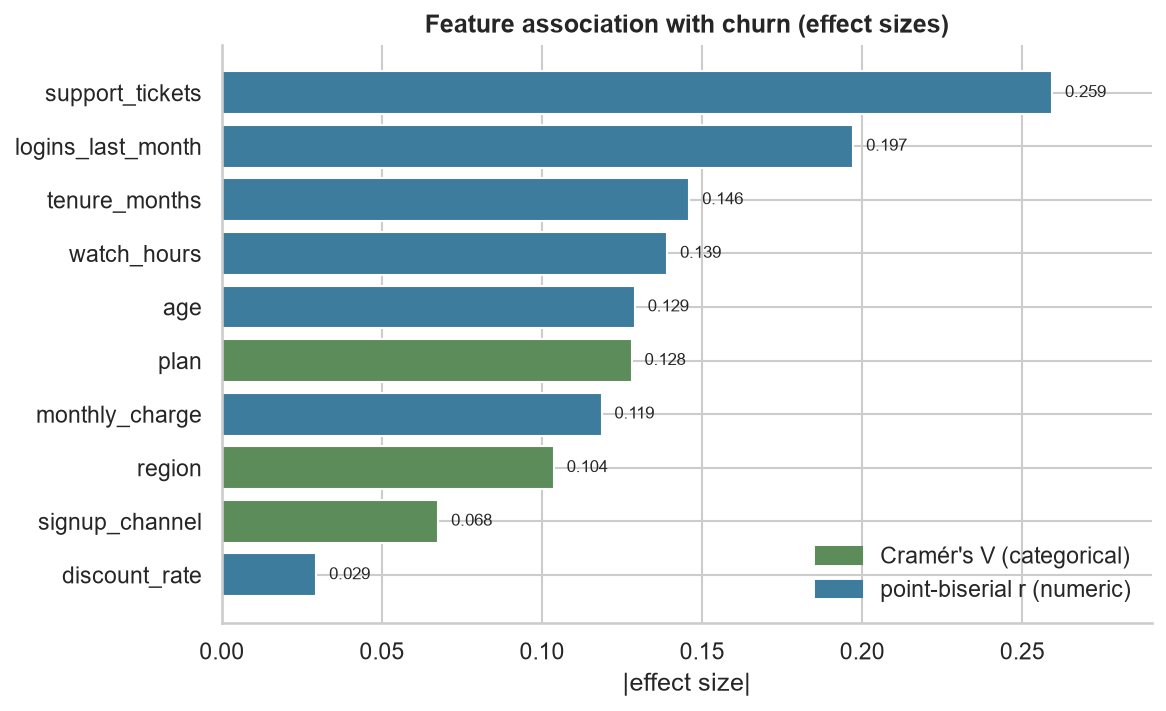 Feature association with churn (effect sizes)
support_tickets 0.259
logins_last_month 0.197
tenure_months 0.146
watch_hours 0.139
age 0.129
plan 0.128
monthly_charge 0.119
region 0.104
signup_channel 0.068
discount_rate 0.029
Cramér's V (categorical)
point-biserial r (numeric)
0.00 0.05 0.10 0.15 0.20 0.25
|effect size|